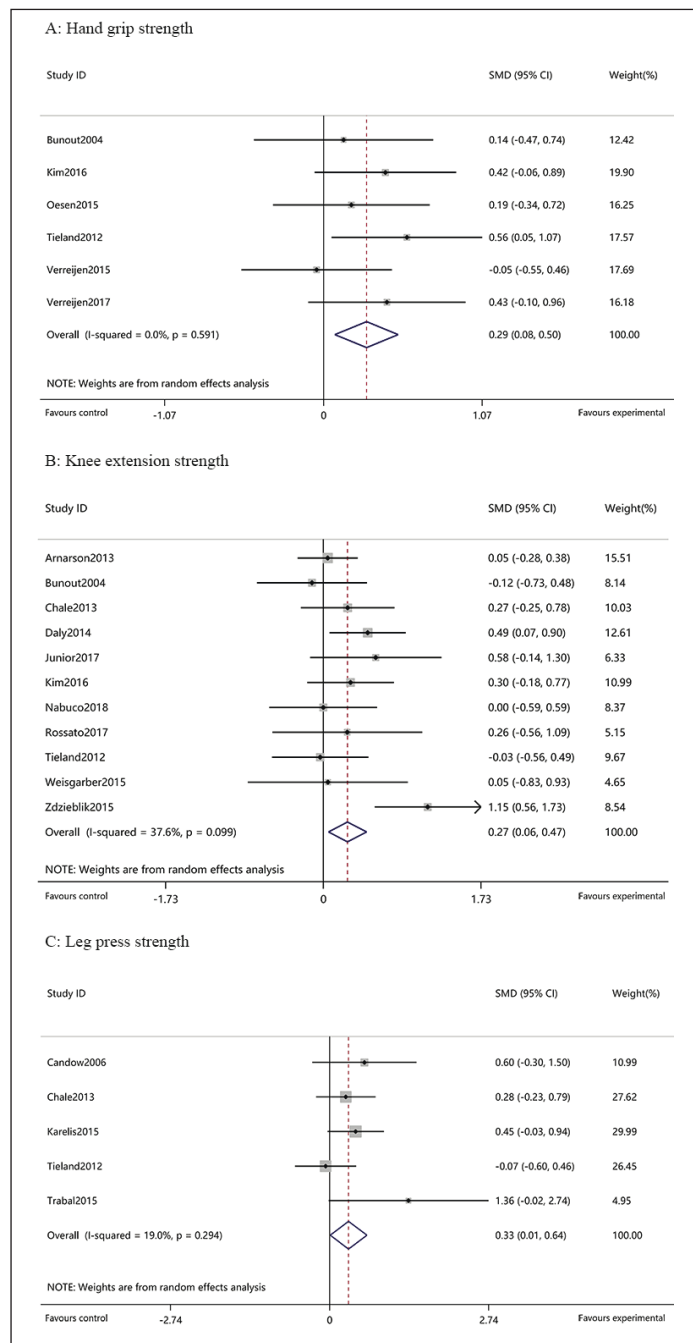 A: Hand grip strength
Study ID SMD (95% CI) Weight(%)
Bunout2004 0.14 (-0.47, 0.74) 12.42
Kim2016 0.42 (-0.06, 0.89) 19.90
Oesen2015 0.19 (-0.34, 0.72) 16.25
Tieland2012 0.56 (0.05, 1.07) 17.57
Verreijen2015 -0.05 (-0.55, 0.46) 17.69
Verreijen2017 0.43 (-0.10, 0.96) 16.18
Overall (I-squared = 0.0%, p = 0.591) 0.29 (0.08, 0.50) 100.00
NOTE: Weights are from random effects analysis
Favours control -1.07 0 1.07 Favours experimental
B: Knee extension strength
Study ID SMD (95% CI) Weight(%)
Arnarson2013 0.05 (-0.28, 0.38) 15.51
Bunout2004 -0.12 (-0.73, 0.48) 8.14
Chale2013 0.27 (-0.25, 0.78) 10.03
Daly2014 0.49 (0.07, 0.90) 12.61
Junior2017 0.58 (-0.14, 1.30) 6.33
Kim2016 0.30 (-0.18, 0.77) 10.99
Nabuco2018 0.00 (-0.59, 0.59) 8.37
Rossato2017 0.26 (-0.56, 1.09) 5.15
Tieland2012 -0.03 (-0.56, 0.49) 9.67
Weisgarber2015 0.05 (-0.83, 0.93) 4.65
Zdzieblik2015 1.15 (0.56, 1.73) 8.54
Overall (I-squared = 37.6%, p = 0.099) 0.27 (0.06, 0.47) 100.00
NOTE: Weights are from random effects analysis
Favours control -1.73 0 1.73 Favours experimental
C: Leg press strength
Study ID SMD (95% CI) Weight(%)
Candow2006 0.60 (-0.30, 1.50) 10.99
Chale2013 0.28 (-0.23, 0.79) 27.62
Karelis2015 0.45 (-0.03, 0.94) 29.99
Tieland2012 -0.07 (-0.60, 0.46) 26.45
Trabal2015 1.36 (-0.02, 2.74) 4.95
Overall (I-squared = 19.0%, p = 0.294) 0.33 (0.01, 0.64) 100.00
NOTE: Weights are from random effects analysis
Favours control -2.74 0 2.74 Favours experimental